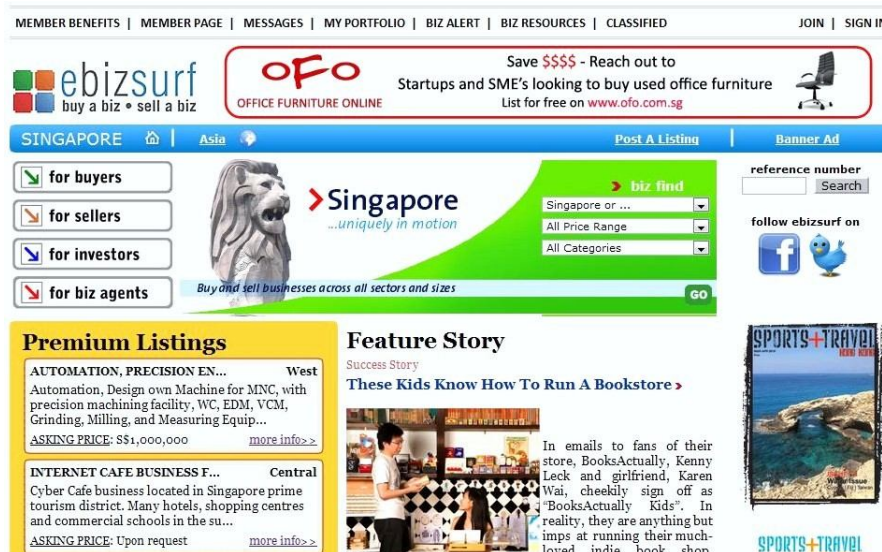 MEMBER BENEFITS | MEMBER PAGE | MESSAGES | MY PORTFOLIO | BIZ ALERT | BIZ RESOURCES | CLASSIFIED JOIN | SIGN IN
ebizsurf
buy a biz • sell a biz
OFO
OFFICE FURNITURE ONLINE
Save $$$$ - Reach out to
Startups and SME's looking to buy used office furniture
List for free on www.ofo.com.sg
SINGAPORE | Asia Post A Listing | Banner Ad
for buyers
for sellers
for investors
for biz agents
Singapore
...uniquely in motion
Buy and sell businesses across all sectors and sizes
biz find
Singapore or ...
All Price Range
All Categories
GO
reference number
Search
follow ebizsurf on
Premium Listings
AUTOMATION, PRECISION EN... West
Automation, Design own Machine for MNC, with
precision machining facility, WC, EDM, VCM,
Grinding, Milling, and Measuring Equip...
ASKING PRICE: S$1,000,000 more info>>
INTERNET CAFE BUSINESS F... Central
Cyber Cafe business located in Singapore prime
tourism district. Many hotels, shopping centres
and commercial schools in the su...
ASKING PRICE: Upon request more info>>
Feature Story
Success Story
These Kids Know How To Run A Bookstore
In emails to fans of their
store, BooksActually, Kenny
Leck and girlfriend, Karen
Wai, cheekily sign off as
"BooksActually Kids". In
reality, they are anything but
imps at running their much-
loved indie book shop.
SPORTS+TRAVEL
HONG KONG
SPORTS+TRAVEL